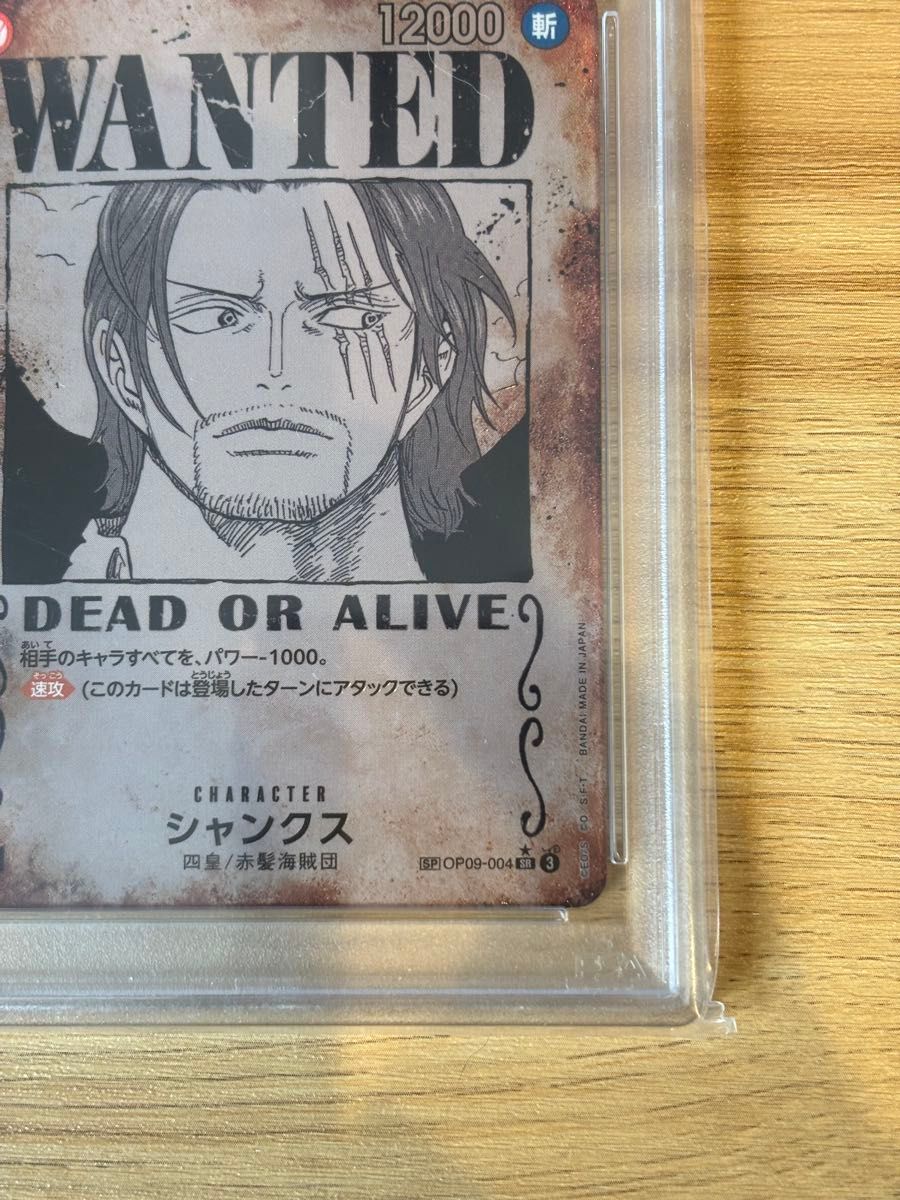 12000
斬
WANTED
DEAD OR ALIVE
相手のキャラすべてを、パワー-1000。
速攻 (このカードは登場したターンにアタックできる)
CHARACTER
シャンクス
四皇/赤髪海賊団
SP OP09-004 SR 3
©E.O/S. ©O. S.F-T BANDAI MADE IN JAPAN